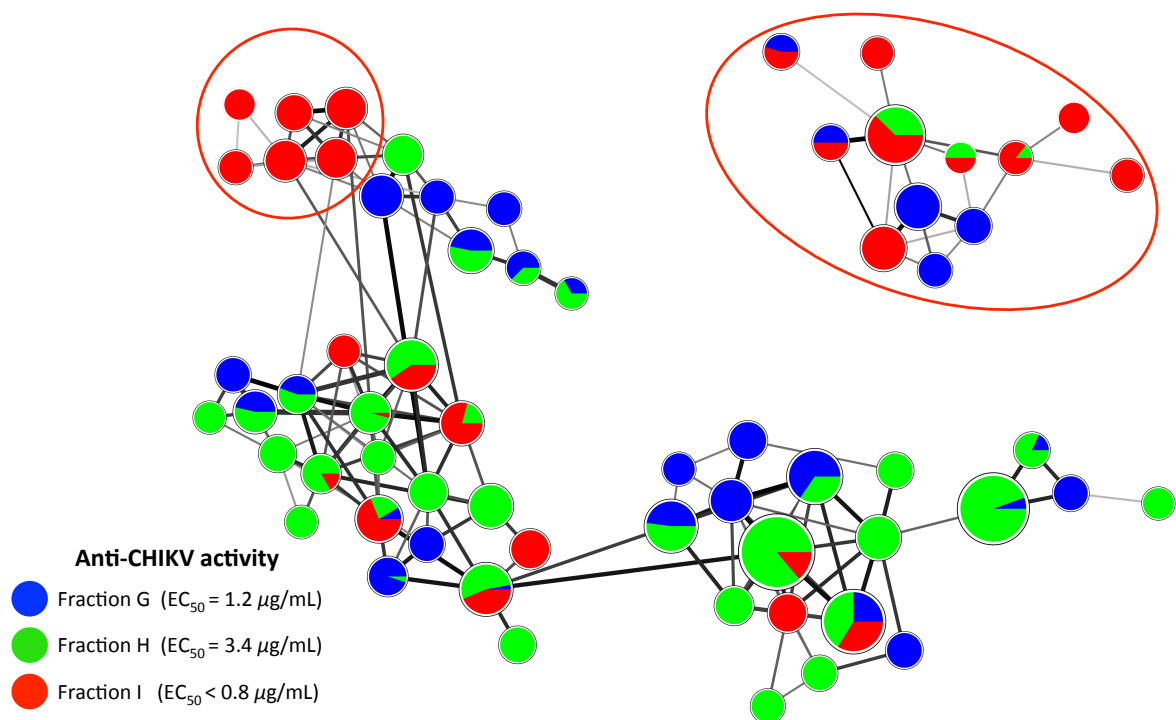 Anti-CHIKV activity
Fraction G (EC₅₀ = 1.2 µg/mL)
Fraction H (EC₅₀ = 3.4 µg/mL)
Fraction I (EC₅₀ < 0.8 µg/mL)